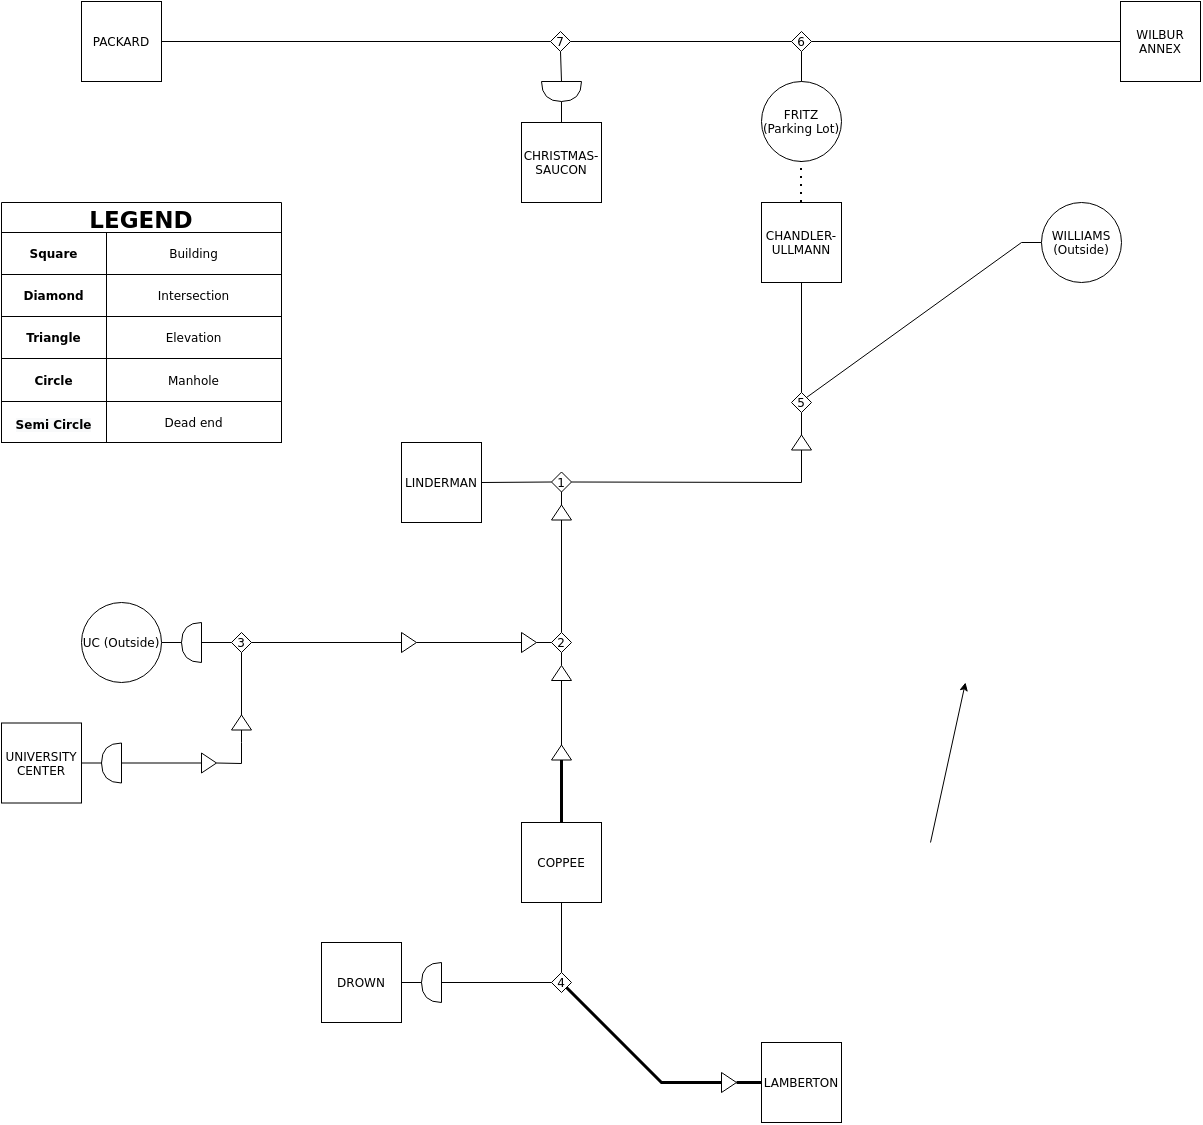 PACKARD
7
6
WILBUR
ANNEX
FRITZ
(Parking Lot)
CHRISTMAS-
SAUCON
LEGEND
Square Building
Diamond Intersection
Triangle Elevation
Circle Manhole
Semi Circle Dead end
CHANDLER-
ULLMANN
WILLIAMS
(Outside)
5
LINDERMAN
1
UC (Outside)
3
2
UNIVERSITY
CENTER
COPPEE
DROWN
4
LAMBERTON